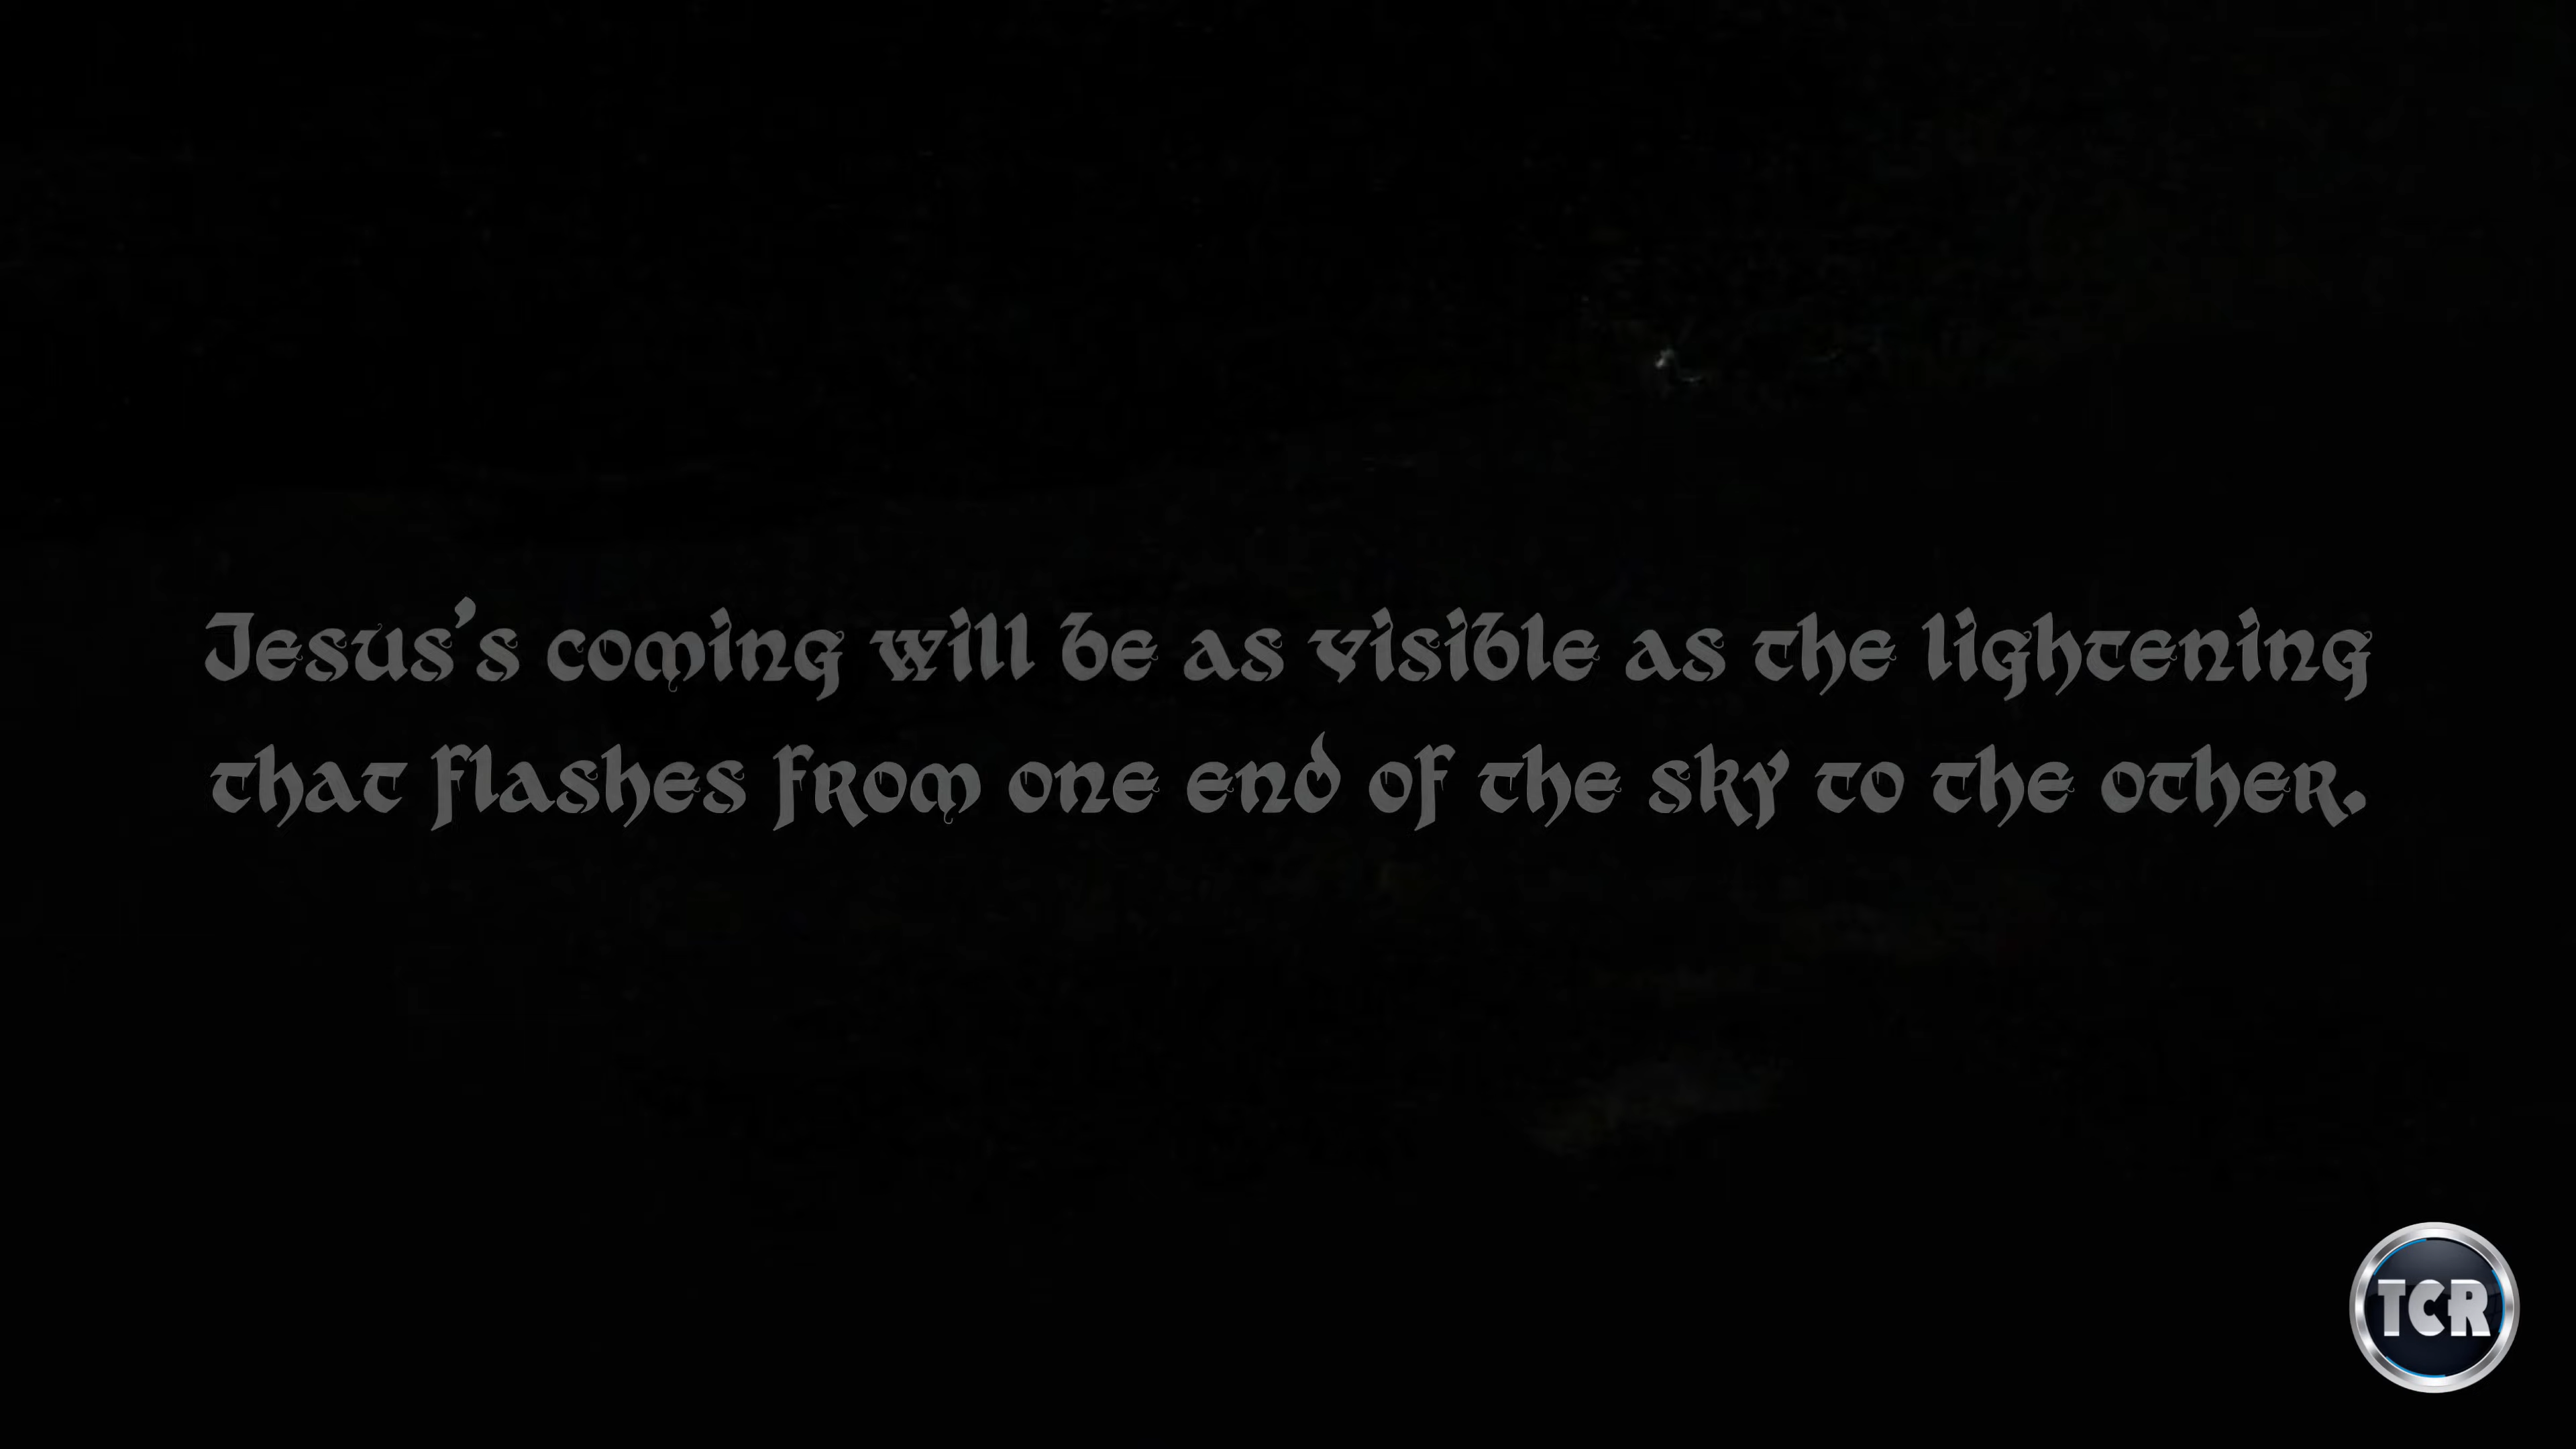 Jesus's coming will be as visible as the lightening
that flashes from one end of the sky to the other.
TCR